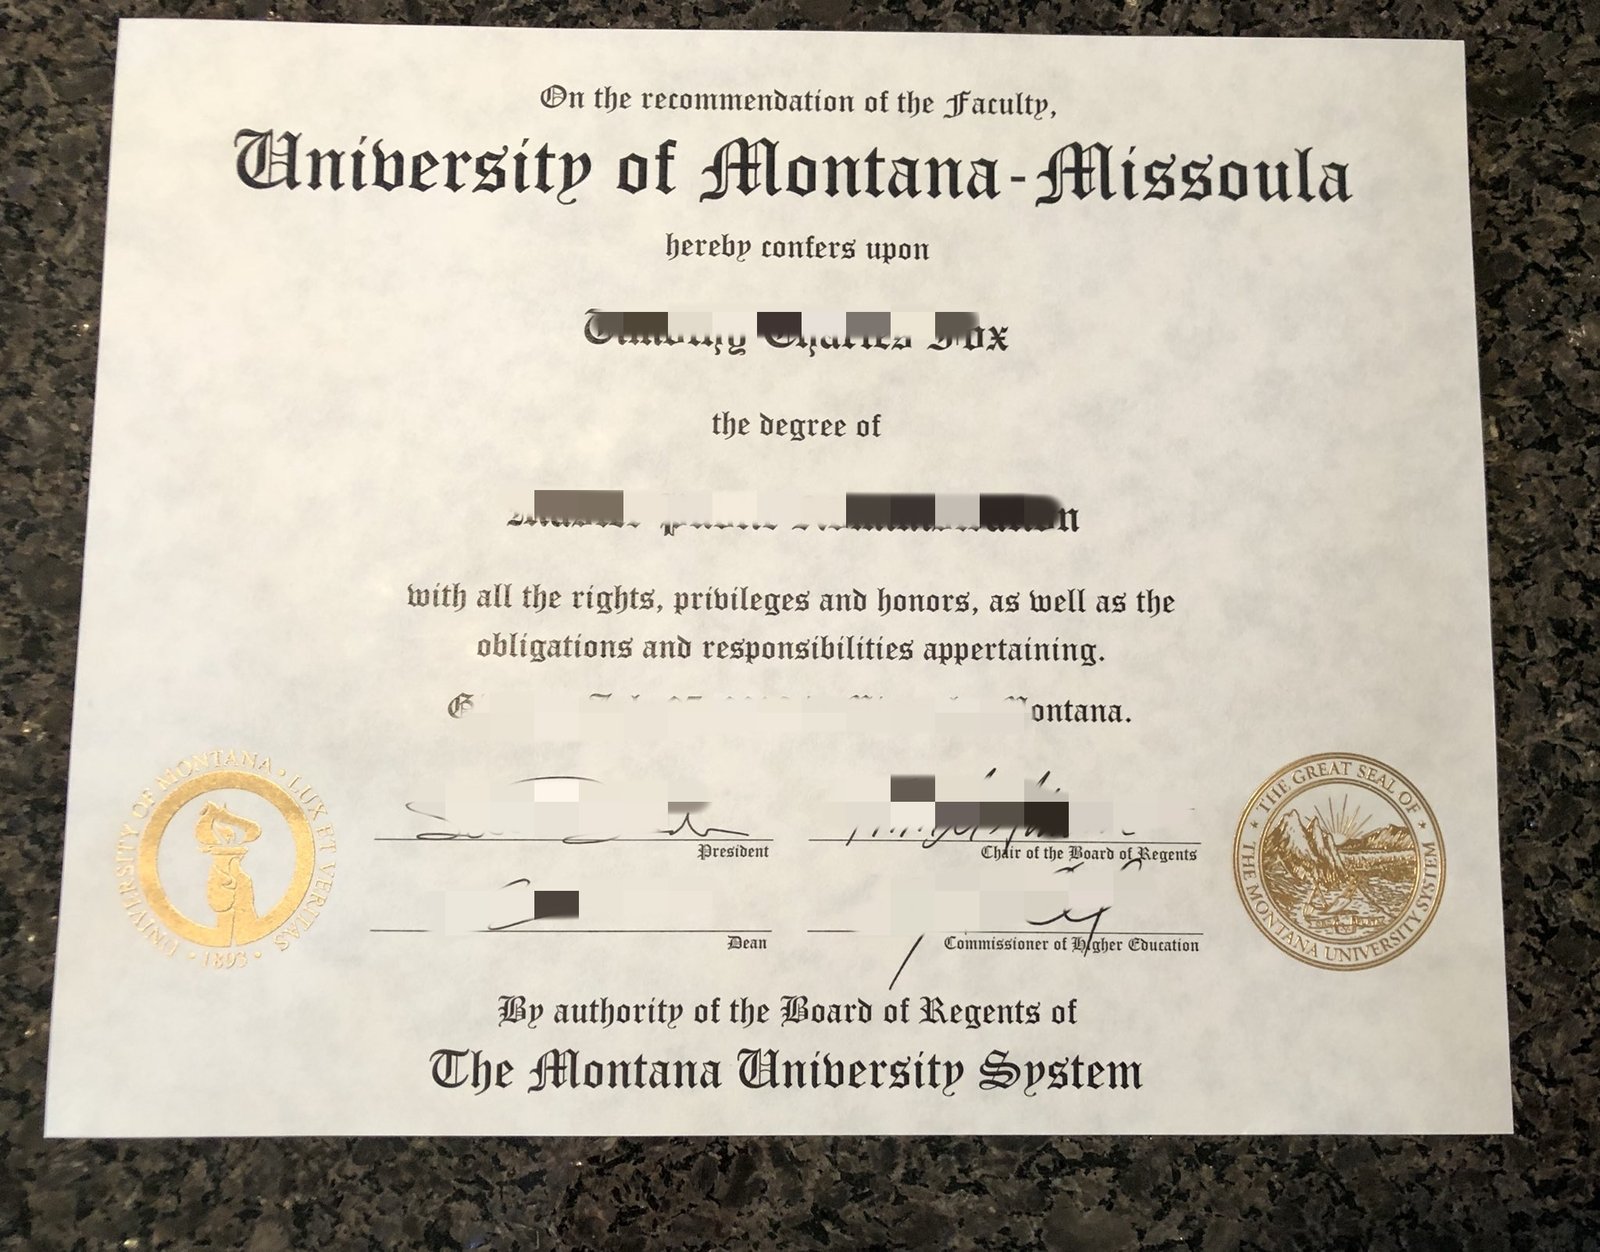 On the recommendation of the Faculty,
University of Montana-Missoula
hereby confers upon
the degree of
with all the rights, privileges and honors, as well as the
obligations and responsibilities appertaining.
Montana.
President
Chair of the Board of Regents
Dean
Commissioner of Higher Education
UNIVERSITY OF MONTANA • LUX ET VERITAS • 1893 •
• THE GREAT SEAL OF • THE MONTANA UNIVERSITY SYSTEM
By authority of the Board of Regents of
The Montana University System